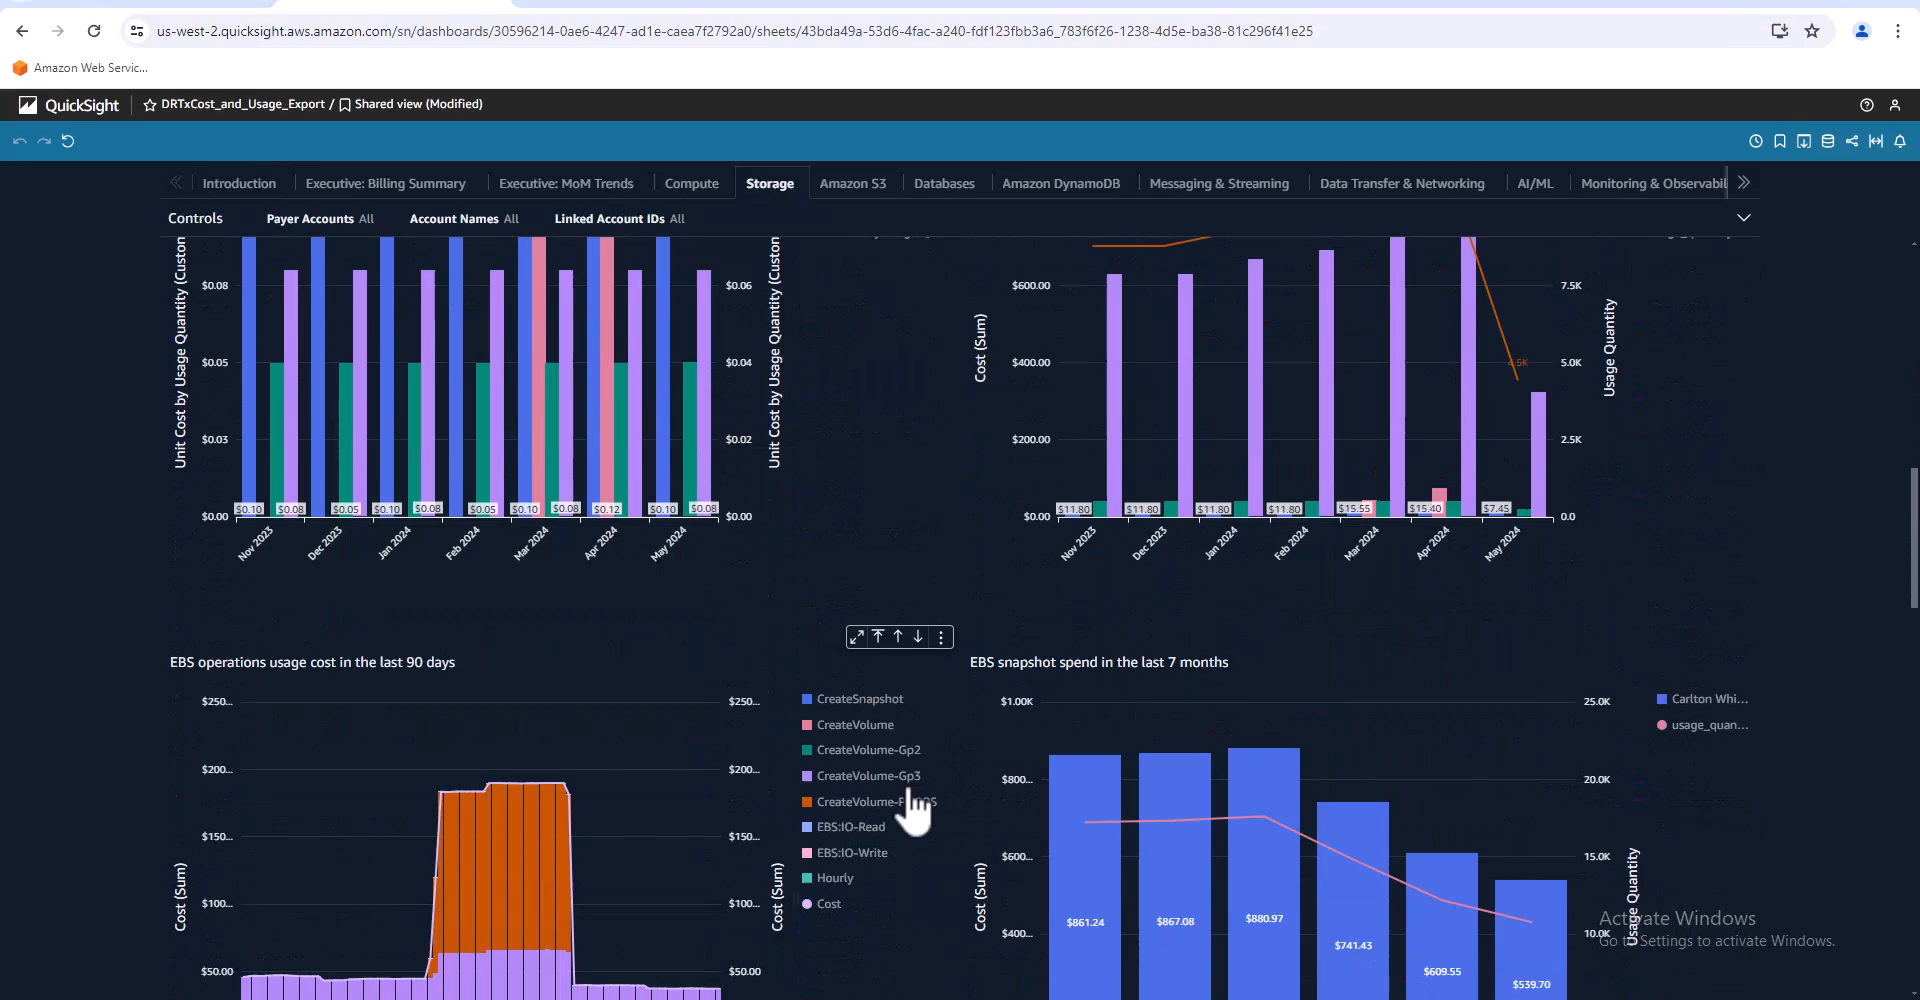 us-west-2.quicksight.aws.amazon.com/sn/dashboards/30596214-0ae6-4247-ad1e-caea7f2792a0/sheets/43bda49a-53d6-4fac-a240-fdf123fbb3a6_783f6f26-1238-4d5e-ba38-81c296f41e25
Amazon Web Servic...
QuickSight DRTxCost_and_Usage_Export / Shared view (Modified)
Introduction Executive: Billing Summary Executive: MoM Trends Compute Storage Amazon S3 Databases Amazon DynamoDB Messaging & Streaming Data Transfer & Networking AI/ML Monitoring & Observabil
Controls Payer Accounts All Account Names All Linked Account IDs All
Unit Cost by Usage Quantity (Custon
$0.08
$0.05
$0.03
$0.00
$0.10 $0.08 $0.05 $0.10 $0.08 $0.05 $0.10 $0.08 $0.12 $0.10 $0.08
Nov 2023 Dec 2023 Jan 2024 Feb 2024 Mar 2024 Apr 2024 May 2024
$0.06
$0.04
$0.02
$0.00
Unit Cost by Usage Quantity (Custon
Cost (Sum)
$600.00
$400.00
$200.00
$0.00
$11.80 $11.80 $11.80 $11.80 $15.55 $15.40 $7.45
Nov 2023 Dec 2023 Jan 2024 Feb 2024 Mar 2024 Apr 2024 May 2024
7.5K
5.0K
2.5K
0.0
Usage Quantity
EBS operations usage cost in the last 90 days
$250...
$200...
$150...
$100...
$50.00
Cost (Sum)
$250...
$200...
$150...
$100...
$50.00
Cost (Sum)
CreateSnapshot
CreateVolume
CreateVolume-Gp2
CreateVolume-Gp3
EBS:IO-Read
EBS:IO-Write
Hourly
Cost
EBS snapshot spend in the last 7 months
$1.00K
$800...
$600...
$400...
Cost (Sum)
$861.24 $867.08 $880.97 $741.43 $609.55 $539.70
25.0K
20.0K
15.0K
10.0K
Usage Quantity
Carlton Whi...
usage_quan...
Activate Windows
Go to Settings to activate Windows.